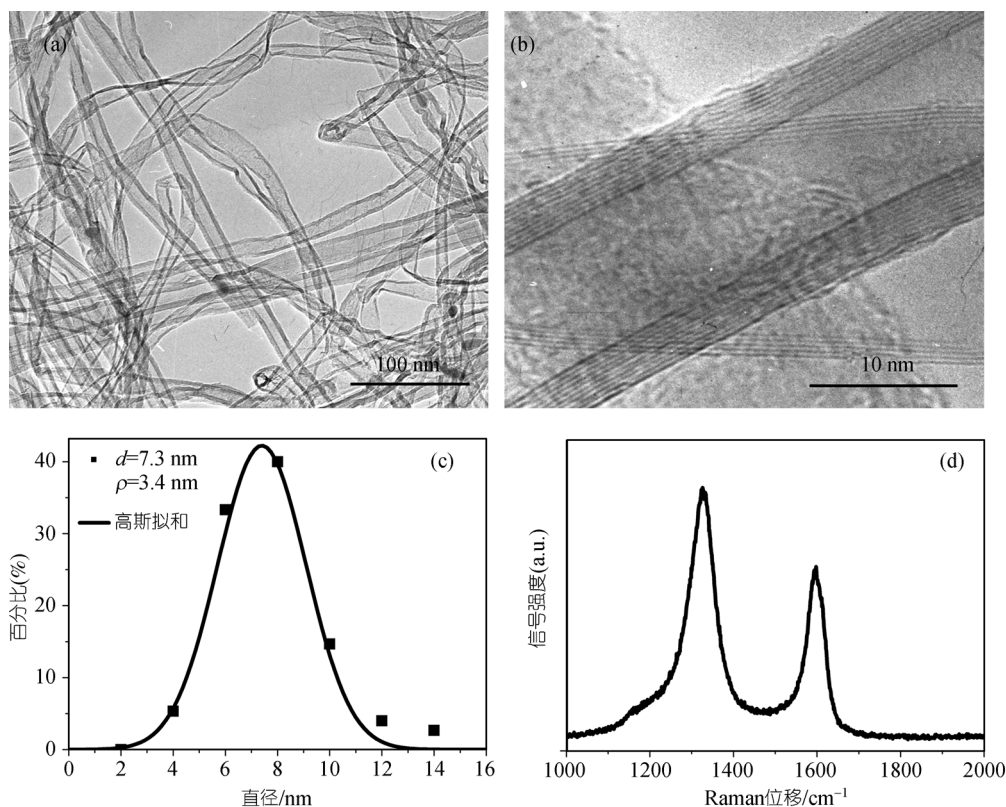 (a)
100 nm
(b)
10 nm
(c)
d=7.3 nm
ρ=3.4 nm
高斯拟和
百分比(%)
40
30
20
10
0
0 2 4 6 8 10 12 14 16
直径/nm
(d)
信号强度(a.u.)
1000 1200 1400 1600 1800 2000
Raman位移/cm⁻¹